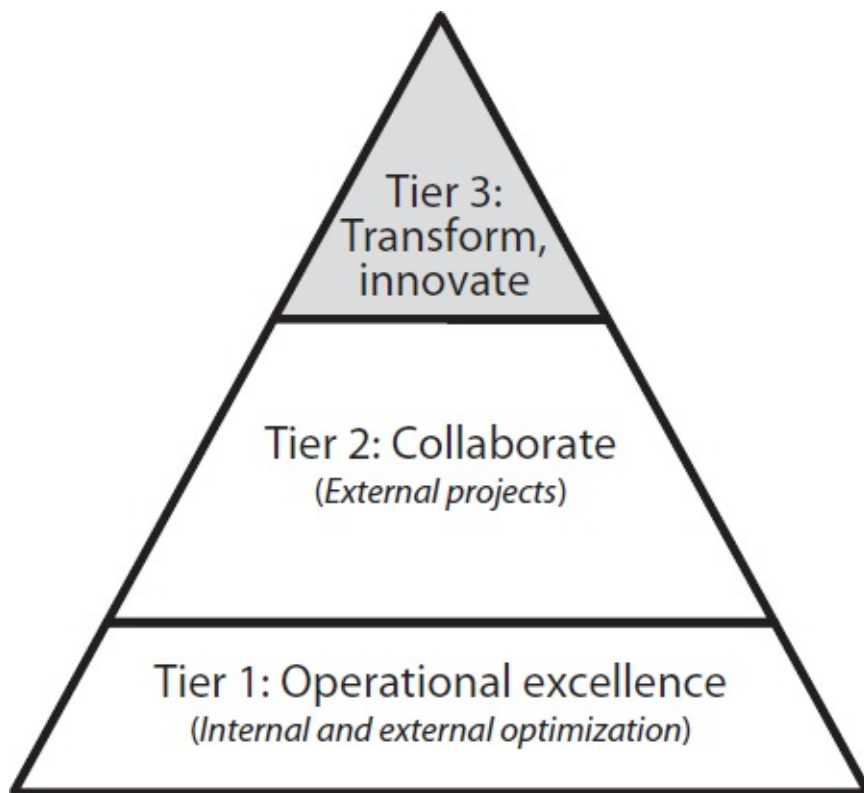 Tier 3:
Transform,
innovate
Tier 2: Collaborate
(External projects)
Tier 1: Operational excellence
(Internal and external optimization)